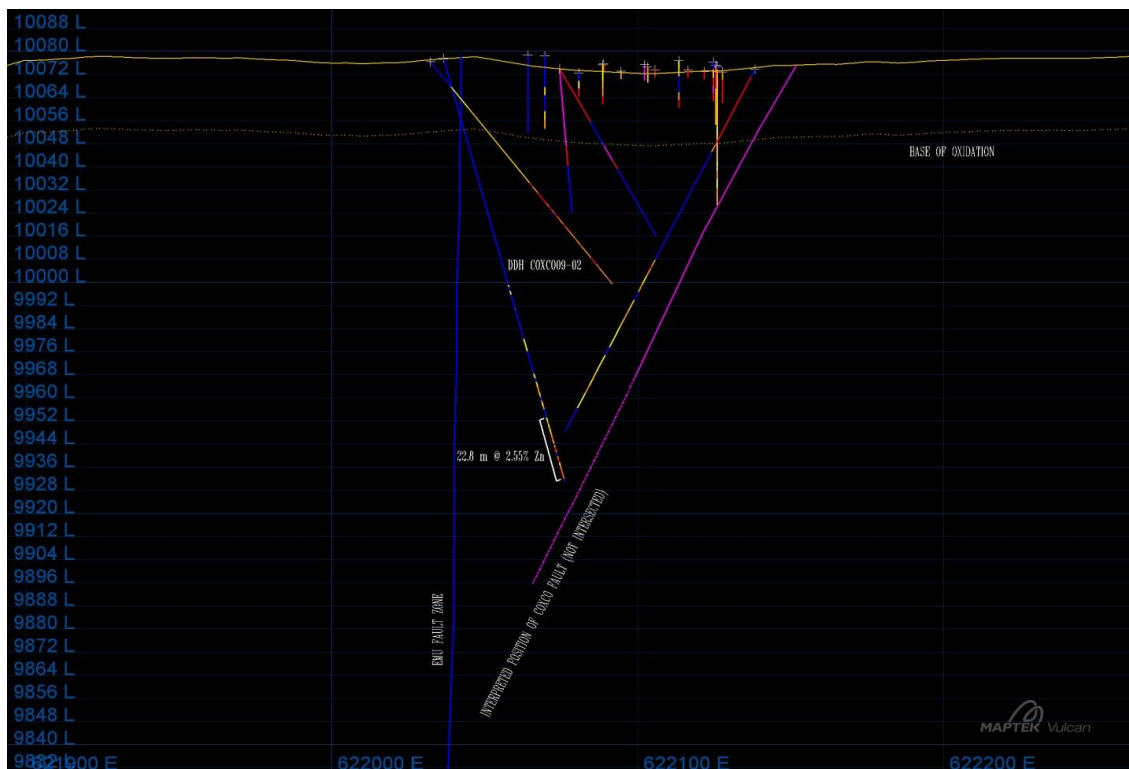 10088 L
10080 L
10072 L
10064 L
10056 L
10048 L
BASE OF OXIDATION
10040 L
10032 L
10024 L
10016 L
10008 L
DDH COXCO09-02
10000 L
9992 L
9984 L
9976 L
9968 L
9960 L
9952 L
9944 L
22.8 m @ 2.55% Zn
9936 L
9928 L
9920 L
9912 L
9904 L
9896 L
9888 L
9880 L
9872 L
9864 L
9856 L
9848 L
9840 L
9832 L
EMU FAULT ZONE
INTERPRETED POSITION OF COXCO FAULT (NOT INTERSECTED)
MAPTEK Vulcan
621900 E
622000 E
622100 E
622200 E